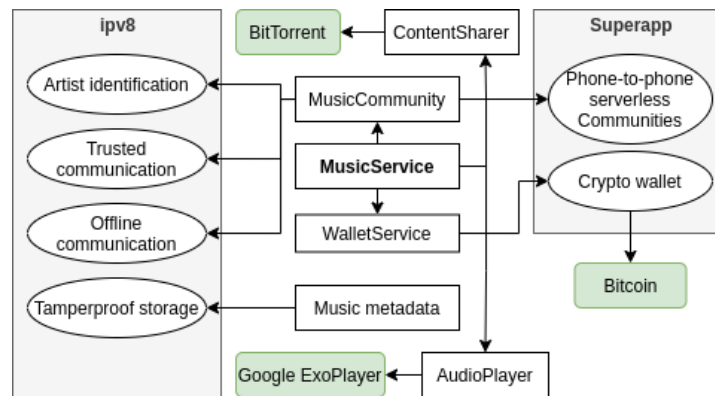 ipv8
BitTorrent
ContentSharer
Superapp
Artist identification
MusicCommunity
Phone-to-phone
serverless
Communities
Trusted
communication
MusicService
Crypto wallet
Offline
communication
WalletService
Bitcoin
Tamperproof storage
Music metadata
Google ExoPlayer
AudioPlayer